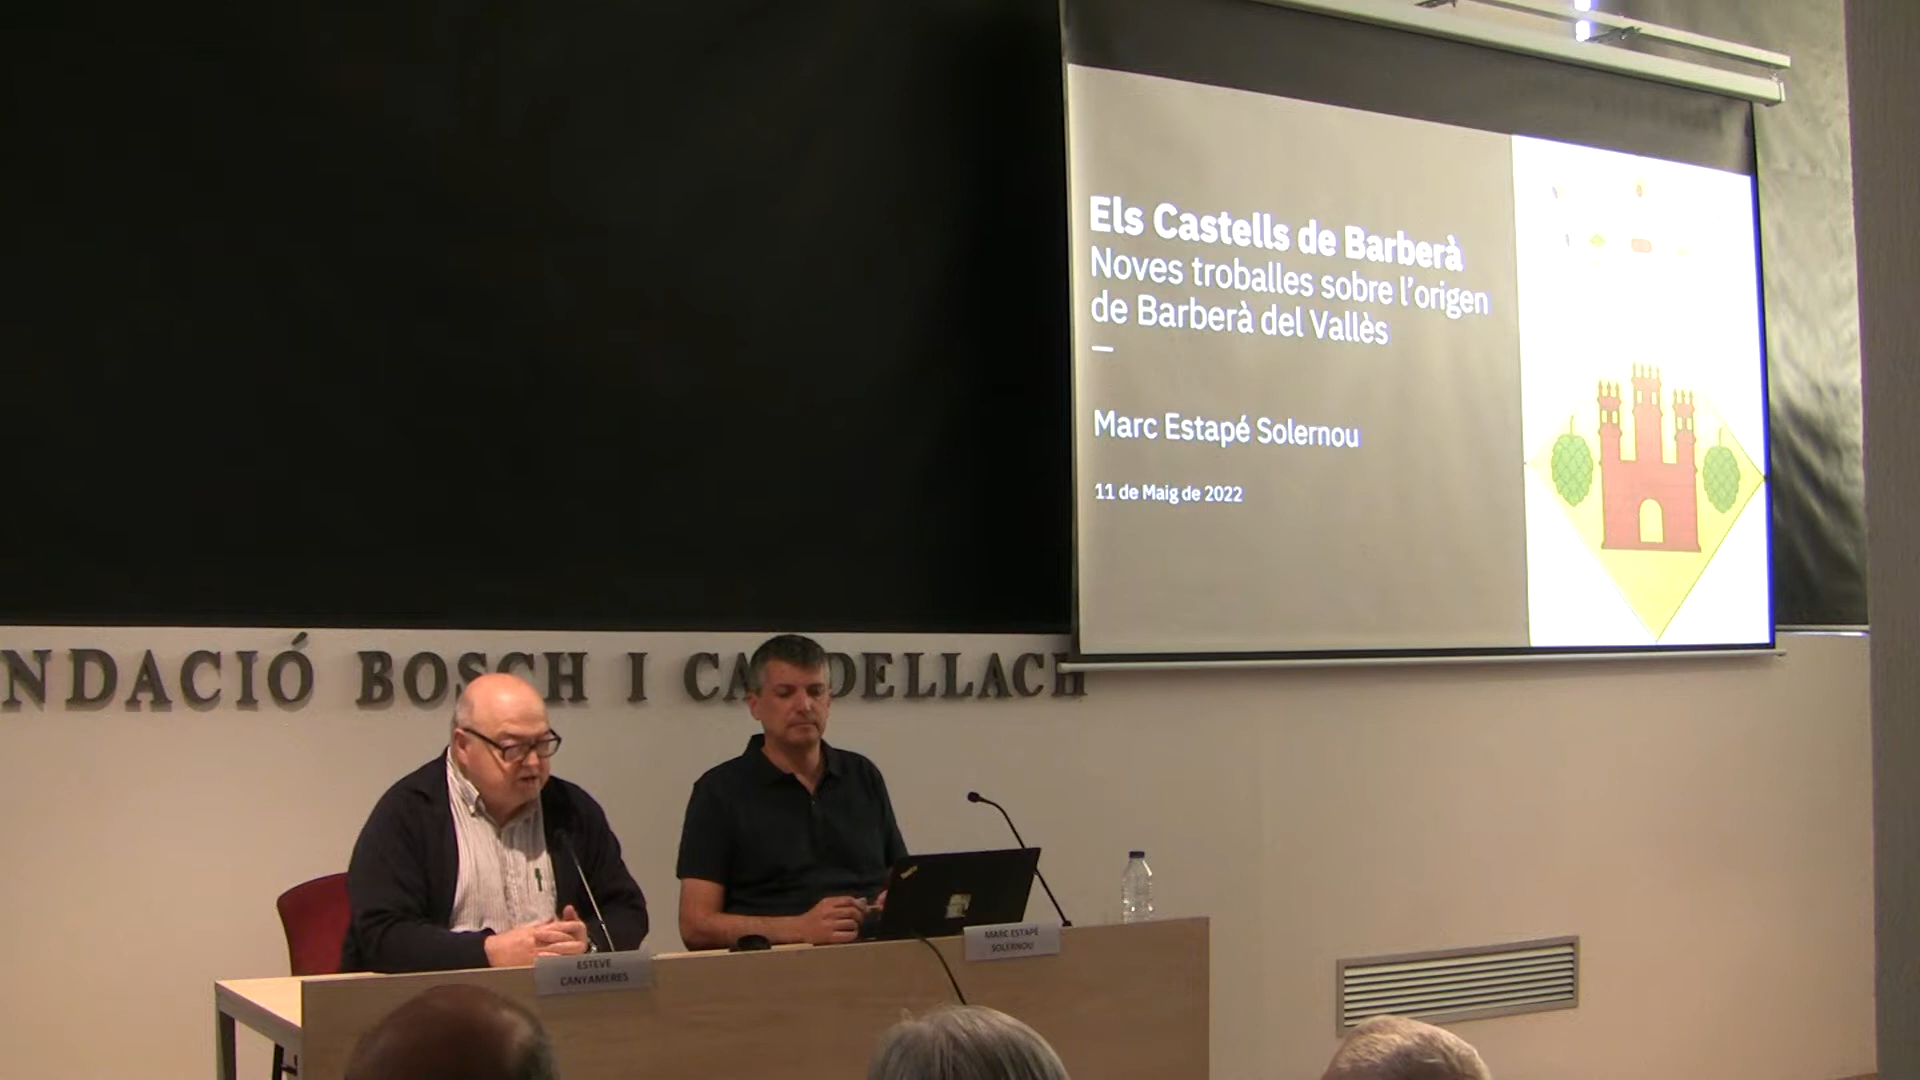 Els Castells de Barberà
Noves troballes sobre l'origen
de Barberà del Vallès
–
Marc Estapé Solernou
11 de Maig de 2022
NDACIÓ BOSCH I CA DELLACH
ESTEVE
CANYAMERES
MARC ESTAPÉ
SOLERNOU